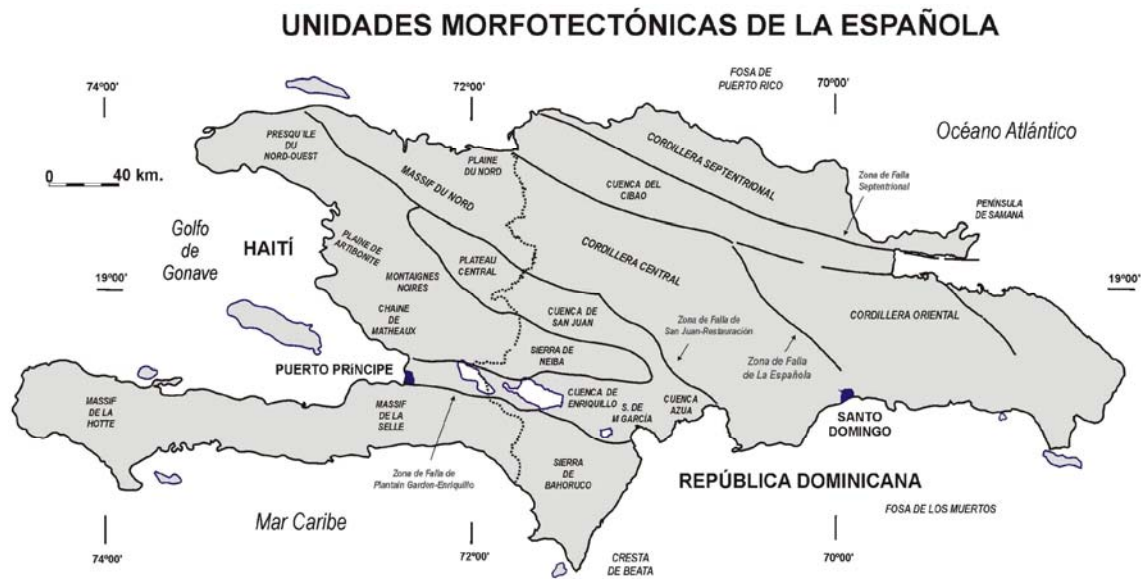 UNIDADES MORFOTECTÓNICAS DE LA ESPAÑOLA
74º00'
72º00'
FOSA DE
PUERTO RICO
70º00'
Océano Atlántico
0 40 km.
PRESQU'ILE
DU
NORD-OUEST
MASSIF DU NORD
PLAINE
DU NORD
CORDILLERA SEPTENTRIONAL
CUENCA DEL
CIBAO
Zona de Falla
Septentrional
PENÍNSULA
DE SAMANÁ
Golfo
de
Gonave
HAITÍ
PLAINE DE
ARTIBONITE
PLATEAU
CENTRAL
CORDILLERA CENTRAL
19º00'
MONTAIGNES
NOIRES
19º00'
CHAINE
DE
MATHEAUX
CUENCA DE
SAN JUAN
Zona de Falla de
San Juan-Restauración
CORDILLERA ORIENTAL
SIERRA DE
NEIBA
Zona de Falla
de La Española
PUERTO PRÍNCIPE
CUENCA DE
ENRIQUILLO
S. DE
M GARCÍA
CUENCA
AZUA
MASSIF
DE LA
HOTTE
MASSIF
DE LA
SELLE
SANTO
DOMINGO
Zona de Falla de
Plantain Garden-Enriquillo
SIERRA
DE
BAHORUCO
REPÚBLICA DOMINICANA
FOSA DE LOS MUERTOS
Mar Caribe
74º00'
72º00'
CRESTA
DE BEATA
70º00'